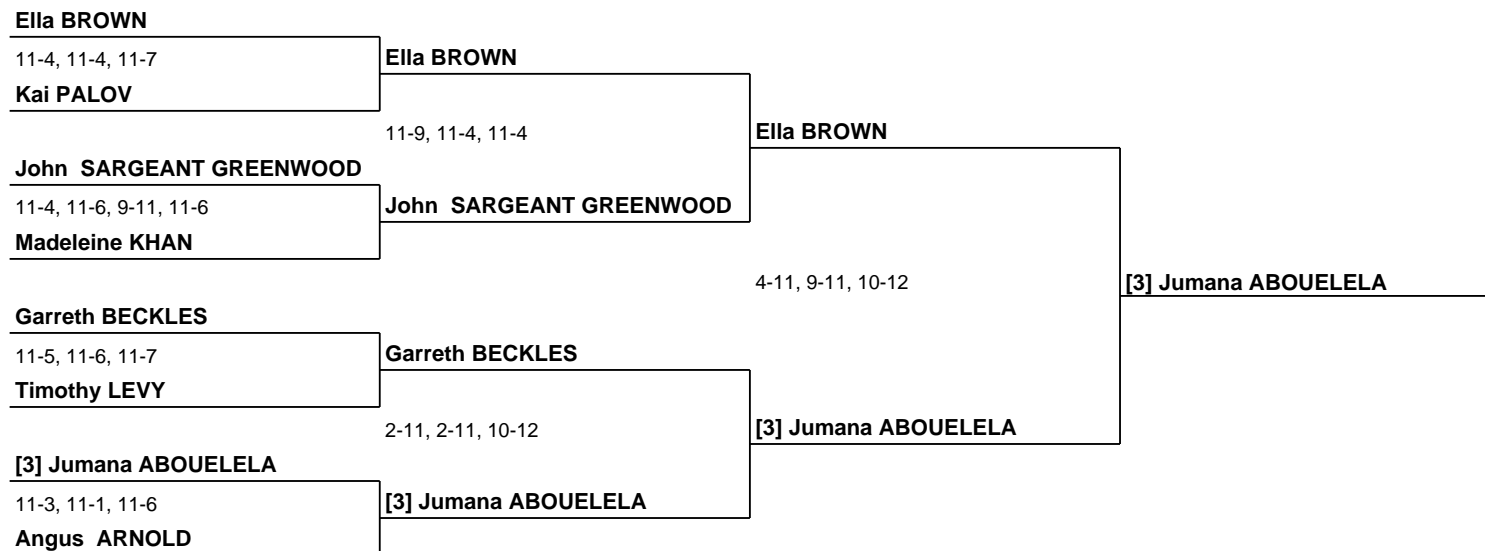 Ella BROWN
11-4, 11-4, 11-7
Ella BROWN
Kai PALOV
11-9, 11-4, 11-4
Ella BROWN
John  SARGEANT GREENWOOD
11-4, 11-6, 9-11, 11-6
John  SARGEANT GREENWOOD
Madeleine KHAN
4-11, 9-11, 10-12
[3] Jumana ABOUELELA
Garreth BECKLES
11-5, 11-6, 11-7
Garreth BECKLES
Timothy LEVY
2-11, 2-11, 10-12
[3] Jumana ABOUELELA
[3] Jumana ABOUELELA
11-3, 11-1, 11-6
[3] Jumana ABOUELELA
Angus  ARNOLD